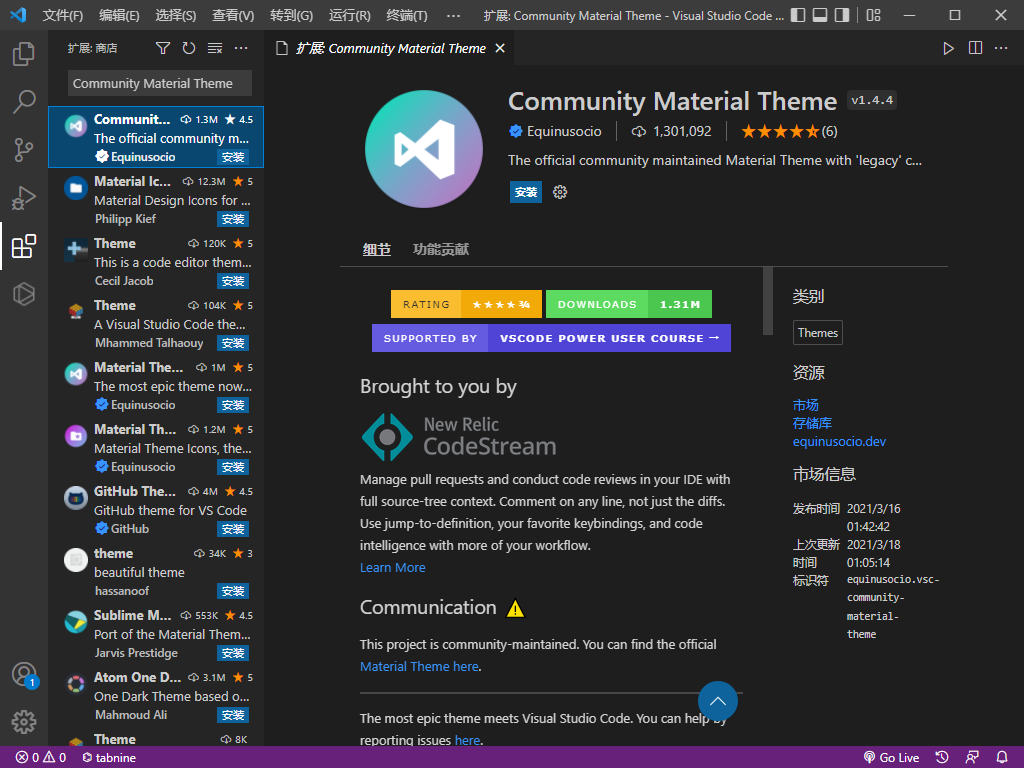 文件(F) 编辑(E) 选择(S) 查看(V) 转到(G) 运行(R) 终端(T) ··· 扩展: Community Material Theme - Visual Studio Code ...
扩展: 商店
Community Material Theme
Communit... 1.3M ★ 4.5
The official community m...
Equinusocio 安装
Material Ic... 12.3M ★ 5
Material Design Icons for ...
Philipp Kief 安装
Theme 120K ★ 5
This is a code editor them...
Cecil Jacob 安装
Theme 104K ★ 5
A Visual Studio Code the...
Mhammed Talhaouy 安装
Material The... 1M ★ 5
The most epic theme now...
Equinusocio 安装
Material Th... 1.2M ★ 5
Material Theme Icons, the...
Equinusocio 安装
GitHub The... 4M ★ 4.5
GitHub theme for VS Code
GitHub 安装
theme 34K ★ 3
beautiful theme
hassanoof 安装
Sublime M... 553K ★ 4.5
Port of the Material Them...
Jarvis Prestidge 安装
Atom One D... 3.1M ★ 5
One Dark Theme based o...
Mahmoud Ali 安装
Theme 8K
1
扩展: Community Material Theme
Community Material Theme v1.4.4
Equinusocio 1,301,092 ★★★★★(6)
The official community maintained Material Theme with 'legacy' c...
安装
细节 功能贡献
RATING ★★★★¾ DOWNLOADS 1.31M
SUPPORTED BY VSCODE POWER USER COURSE →
Brought to you by
New Relic
CodeStream
Manage pull requests and conduct code reviews in your IDE with
full source-tree context. Comment on any line, not just the diffs.
Use jump-to-definition, your favorite keybindings, and code
intelligence with more of your workflow.
Learn More
Communication ⚠
This project is community-maintained. You can find the official
Material Theme here.
The most epic theme meets Visual Studio Code. You can help by
reporting issues here.
类别
Themes
资源
市场
存储库
equinusocio.dev
市场信息
发布时间 2021/3/16
01:42:42
上次更新 2021/3/18
时间 01:05:14
标识符 equinusocio.vsc-
community-
material-
theme
0 0 tabnine Go Live